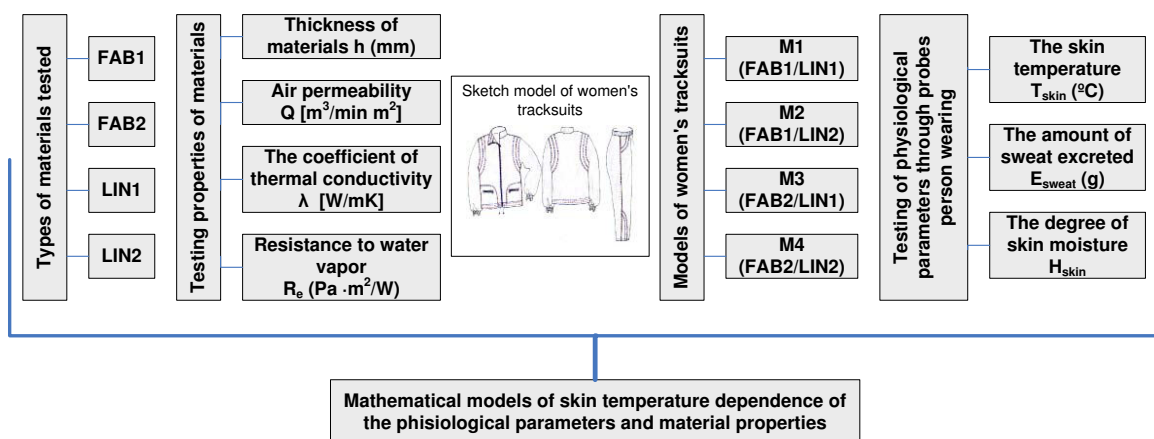 Types of materials tested
FAB1
FAB2
LIN1
LIN2
Testing properties of materials
Thickness of
materials h (mm)
Air permeability
Q [m³/min m²]
The coefficient of
thermal conductivity
λ [W/mK]
Resistance to water
vapor
Rₑ (Pa ·m²/W)
Sketch model of women's
tracksuits
Models of women's tracksuits
M1
(FAB1/LIN1)
M2
(FAB1/LIN2)
M3
(FAB2/LIN1)
M4
(FAB2/LIN2)
Testing of physiological
parameters through probes
person wearing
The skin
temperature
Tskin (ºC)
The amount of
sweat excreted
Esweat (g)
The degree of
skin moisture
Hskin
Mathematical models of skin temperature dependence of
the phisiological parameters and material properties